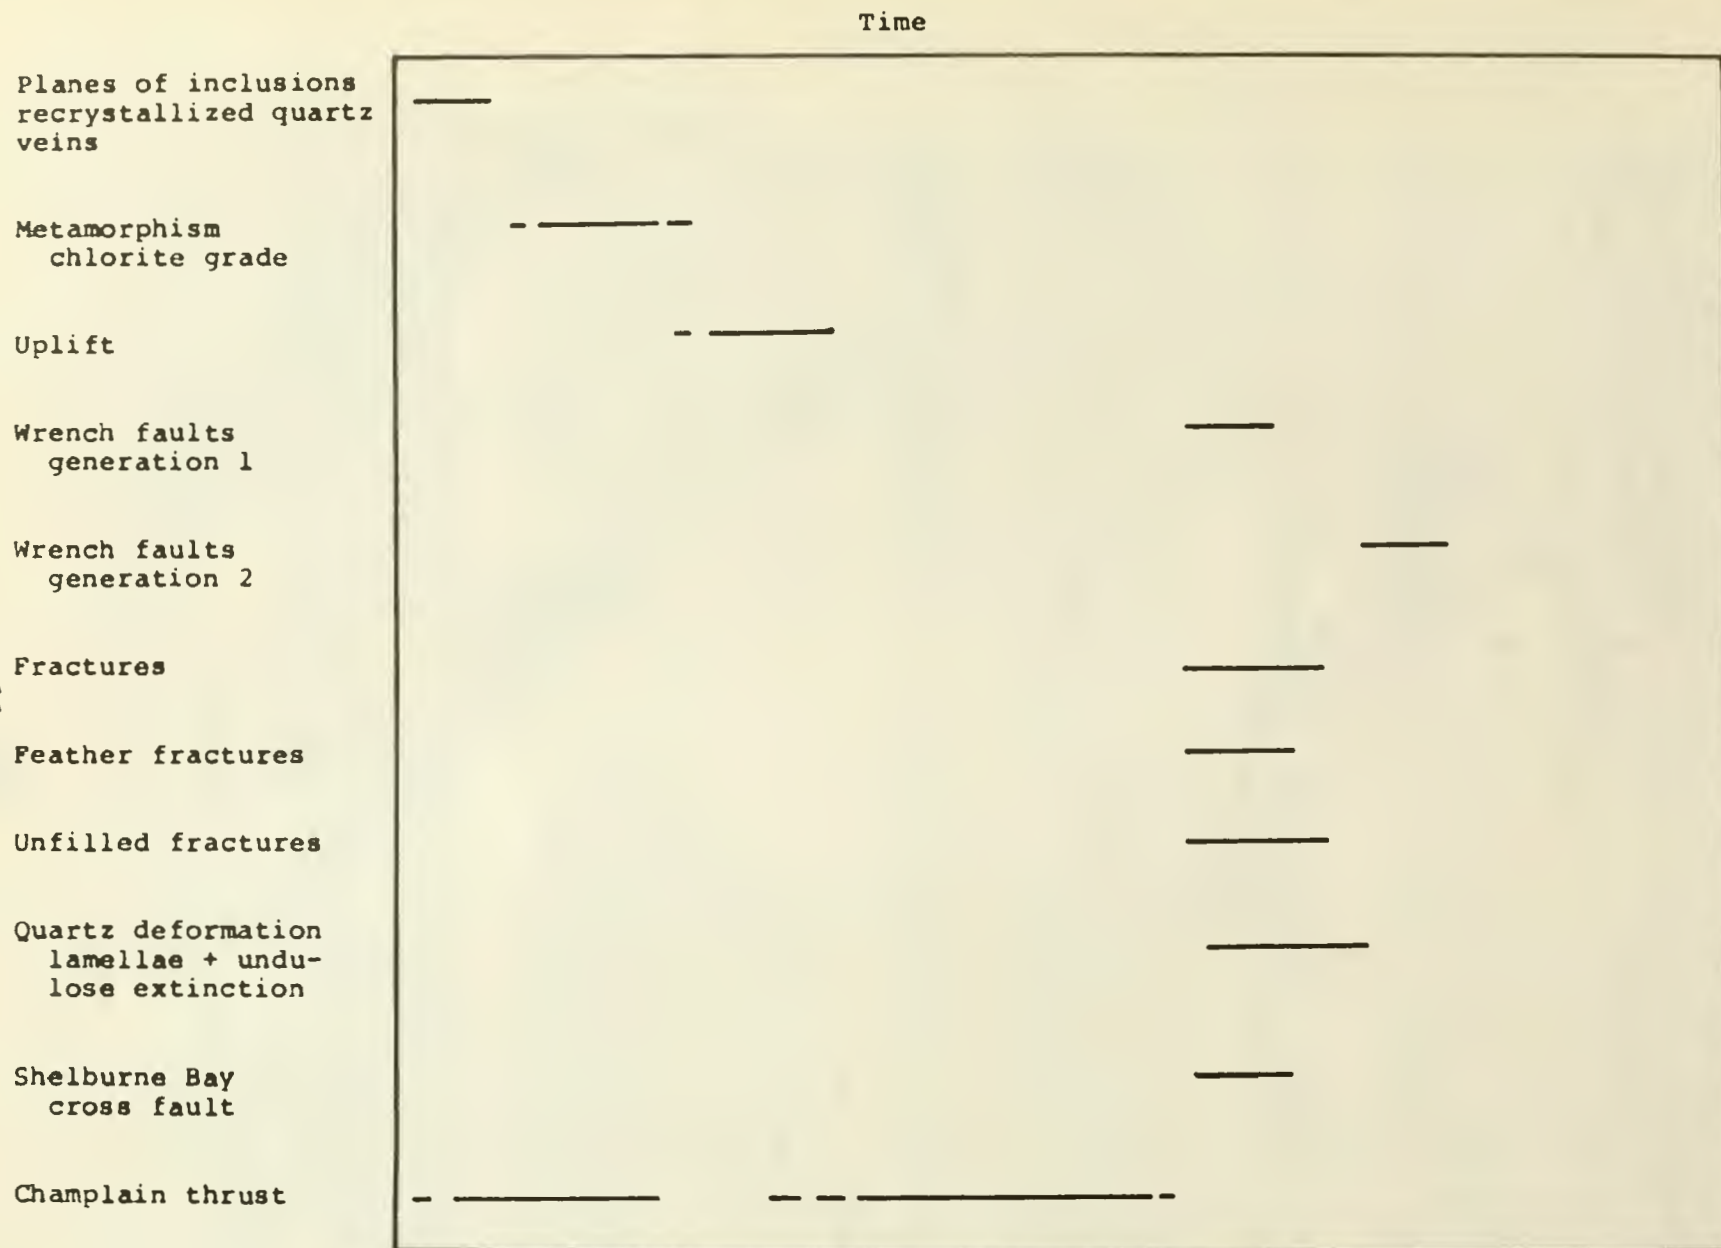 Time
Planes of inclusions
recrystallized quartz
veins
Metamorphism
chlorite grade
Uplift
Wrench faults
generation 1
Wrench faults
generation 2
Fractures
Feather fractures
Unfilled fractures
Quartz deformation
lamellae + undu-
lose extinction
Shelburne Bay
cross fault
Champlain thrust